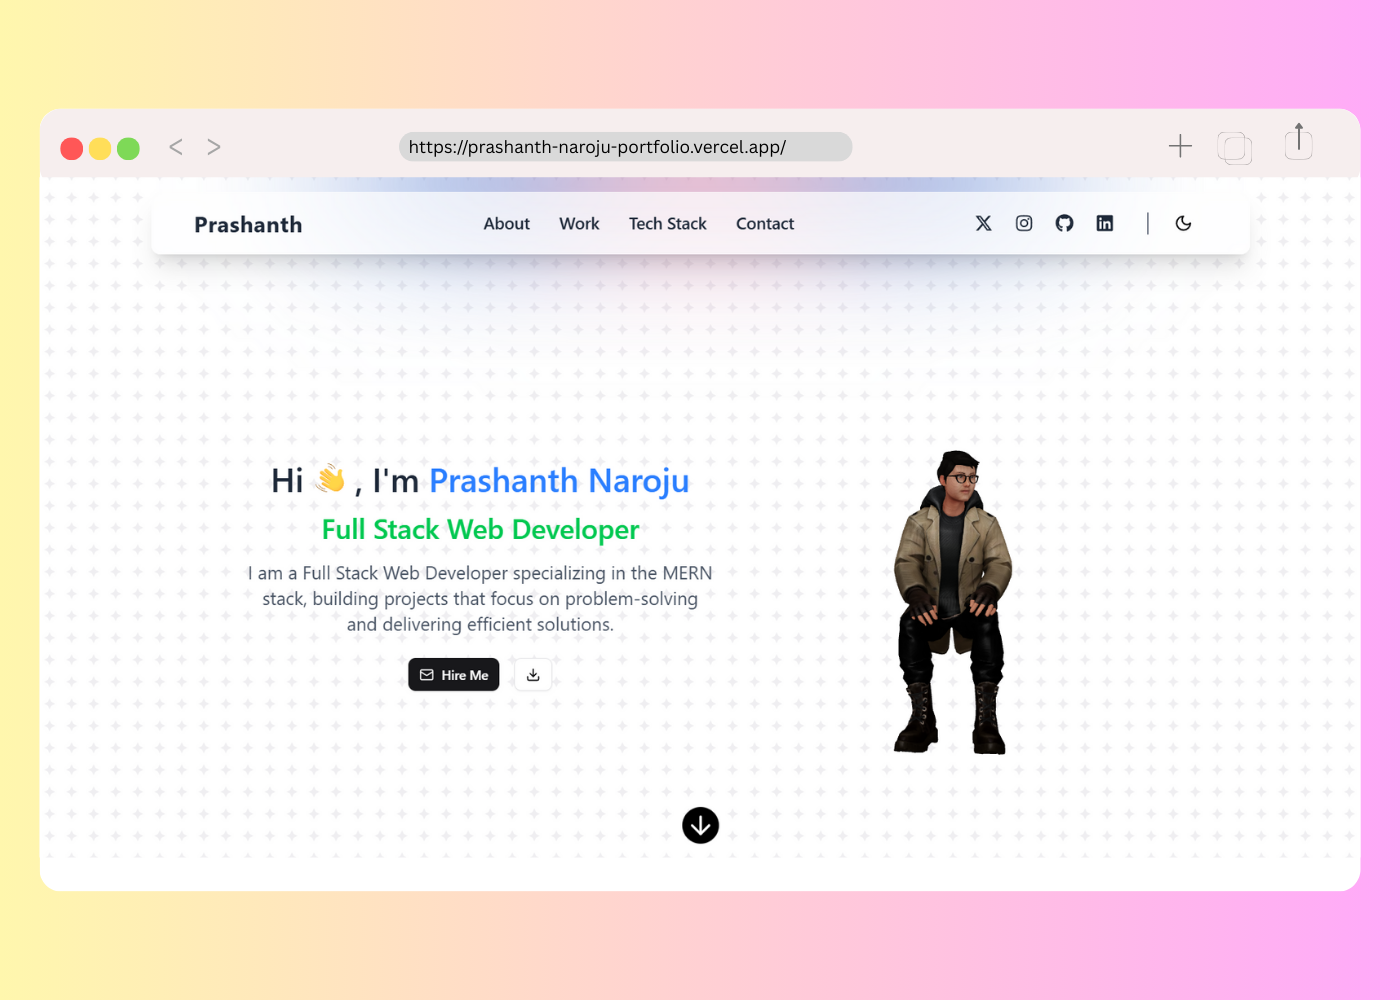 https://prashanth-naroju-portfolio.vercel.app/
Prashanth About Work Tech Stack Contact
Hi 👋 , I'm Prashanth Naroju
Full Stack Web Developer
I am a Full Stack Web Developer specializing in the MERN
stack, building projects that focus on problem-solving
and delivering efficient solutions.
Hire Me